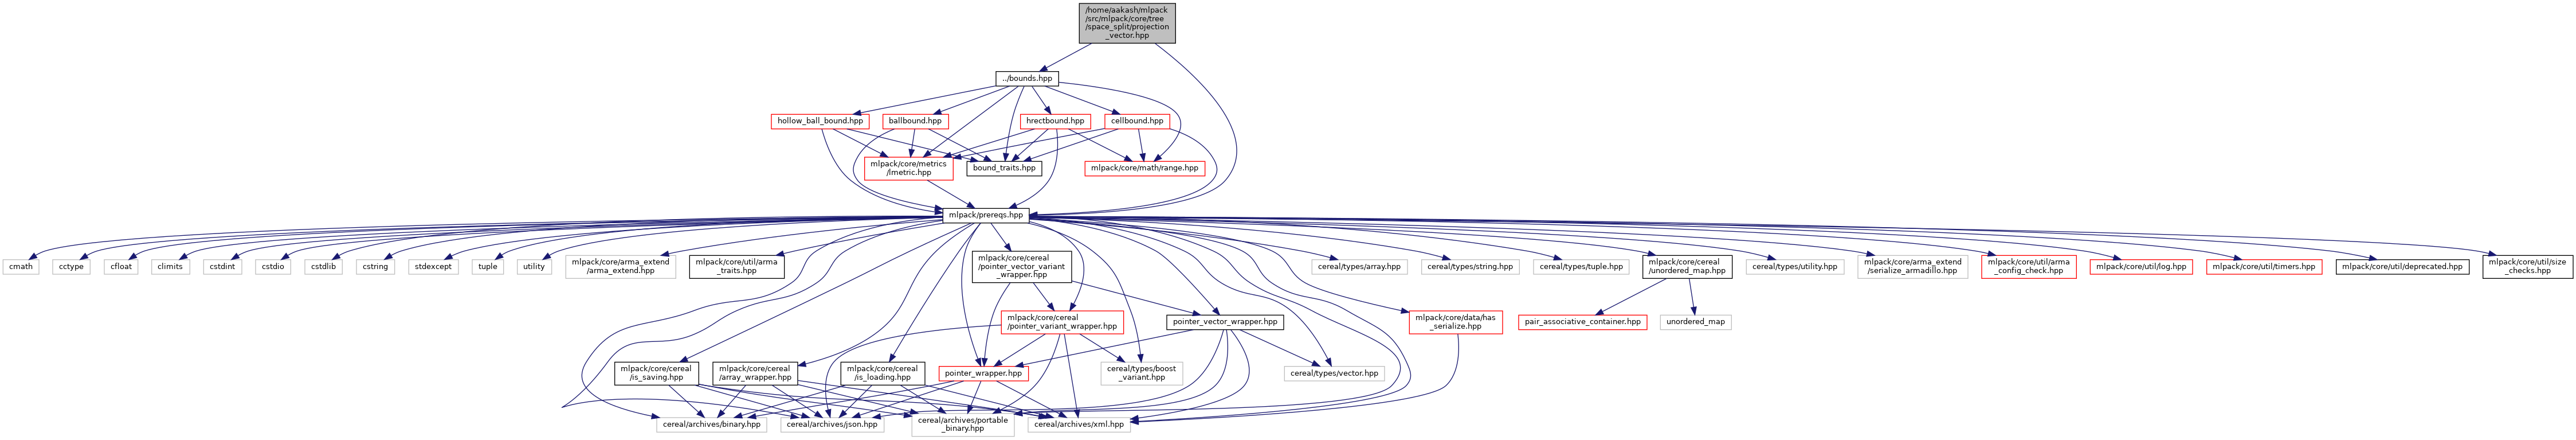 /home/aakash/mlpack
/src/mlpack/core/tree
/space_split/projection
_vector.hpp
../bounds.hpp
hollow_ball_bound.hpp
ballbound.hpp
hrectbound.hpp
cellbound.hpp
mlpack/core/metrics
/lmetric.hpp
bound_traits.hpp
mlpack/core/math/range.hpp
mlpack/prereqs.hpp
cmath
cctype
cfloat
climits
cstdint
cstdio
cstdlib
cstring
stdexcept
tuple
utility
mlpack/core/arma_extend
/arma_extend.hpp
mlpack/core/util/arma
_traits.hpp
mlpack/core/cereal
/pointer_vector_variant
_wrapper.hpp
cereal/types/array.hpp
cereal/types/string.hpp
cereal/types/tuple.hpp
mlpack/core/cereal
/unordered_map.hpp
cereal/types/utility.hpp
mlpack/core/arma_extend
/serialize_armadillo.hpp
mlpack/core/util/arma
_config_check.hpp
mlpack/core/util/log.hpp
mlpack/core/util/timers.hpp
mlpack/core/util/deprecated.hpp
mlpack/core/util/size
_checks.hpp
mlpack/core/cereal
/pointer_variant_wrapper.hpp
pointer_vector_wrapper.hpp
mlpack/core/data/has
_serialize.hpp
pair_associative_container.hpp
unordered_map
mlpack/core/cereal
/is_saving.hpp
mlpack/core/cereal
/array_wrapper.hpp
mlpack/core/cereal
/is_loading.hpp
pointer_wrapper.hpp
cereal/types/boost
_variant.hpp
cereal/types/vector.hpp
cereal/archives/binary.hpp
cereal/archives/json.hpp
cereal/archives/portable
_binary.hpp
cereal/archives/xml.hpp